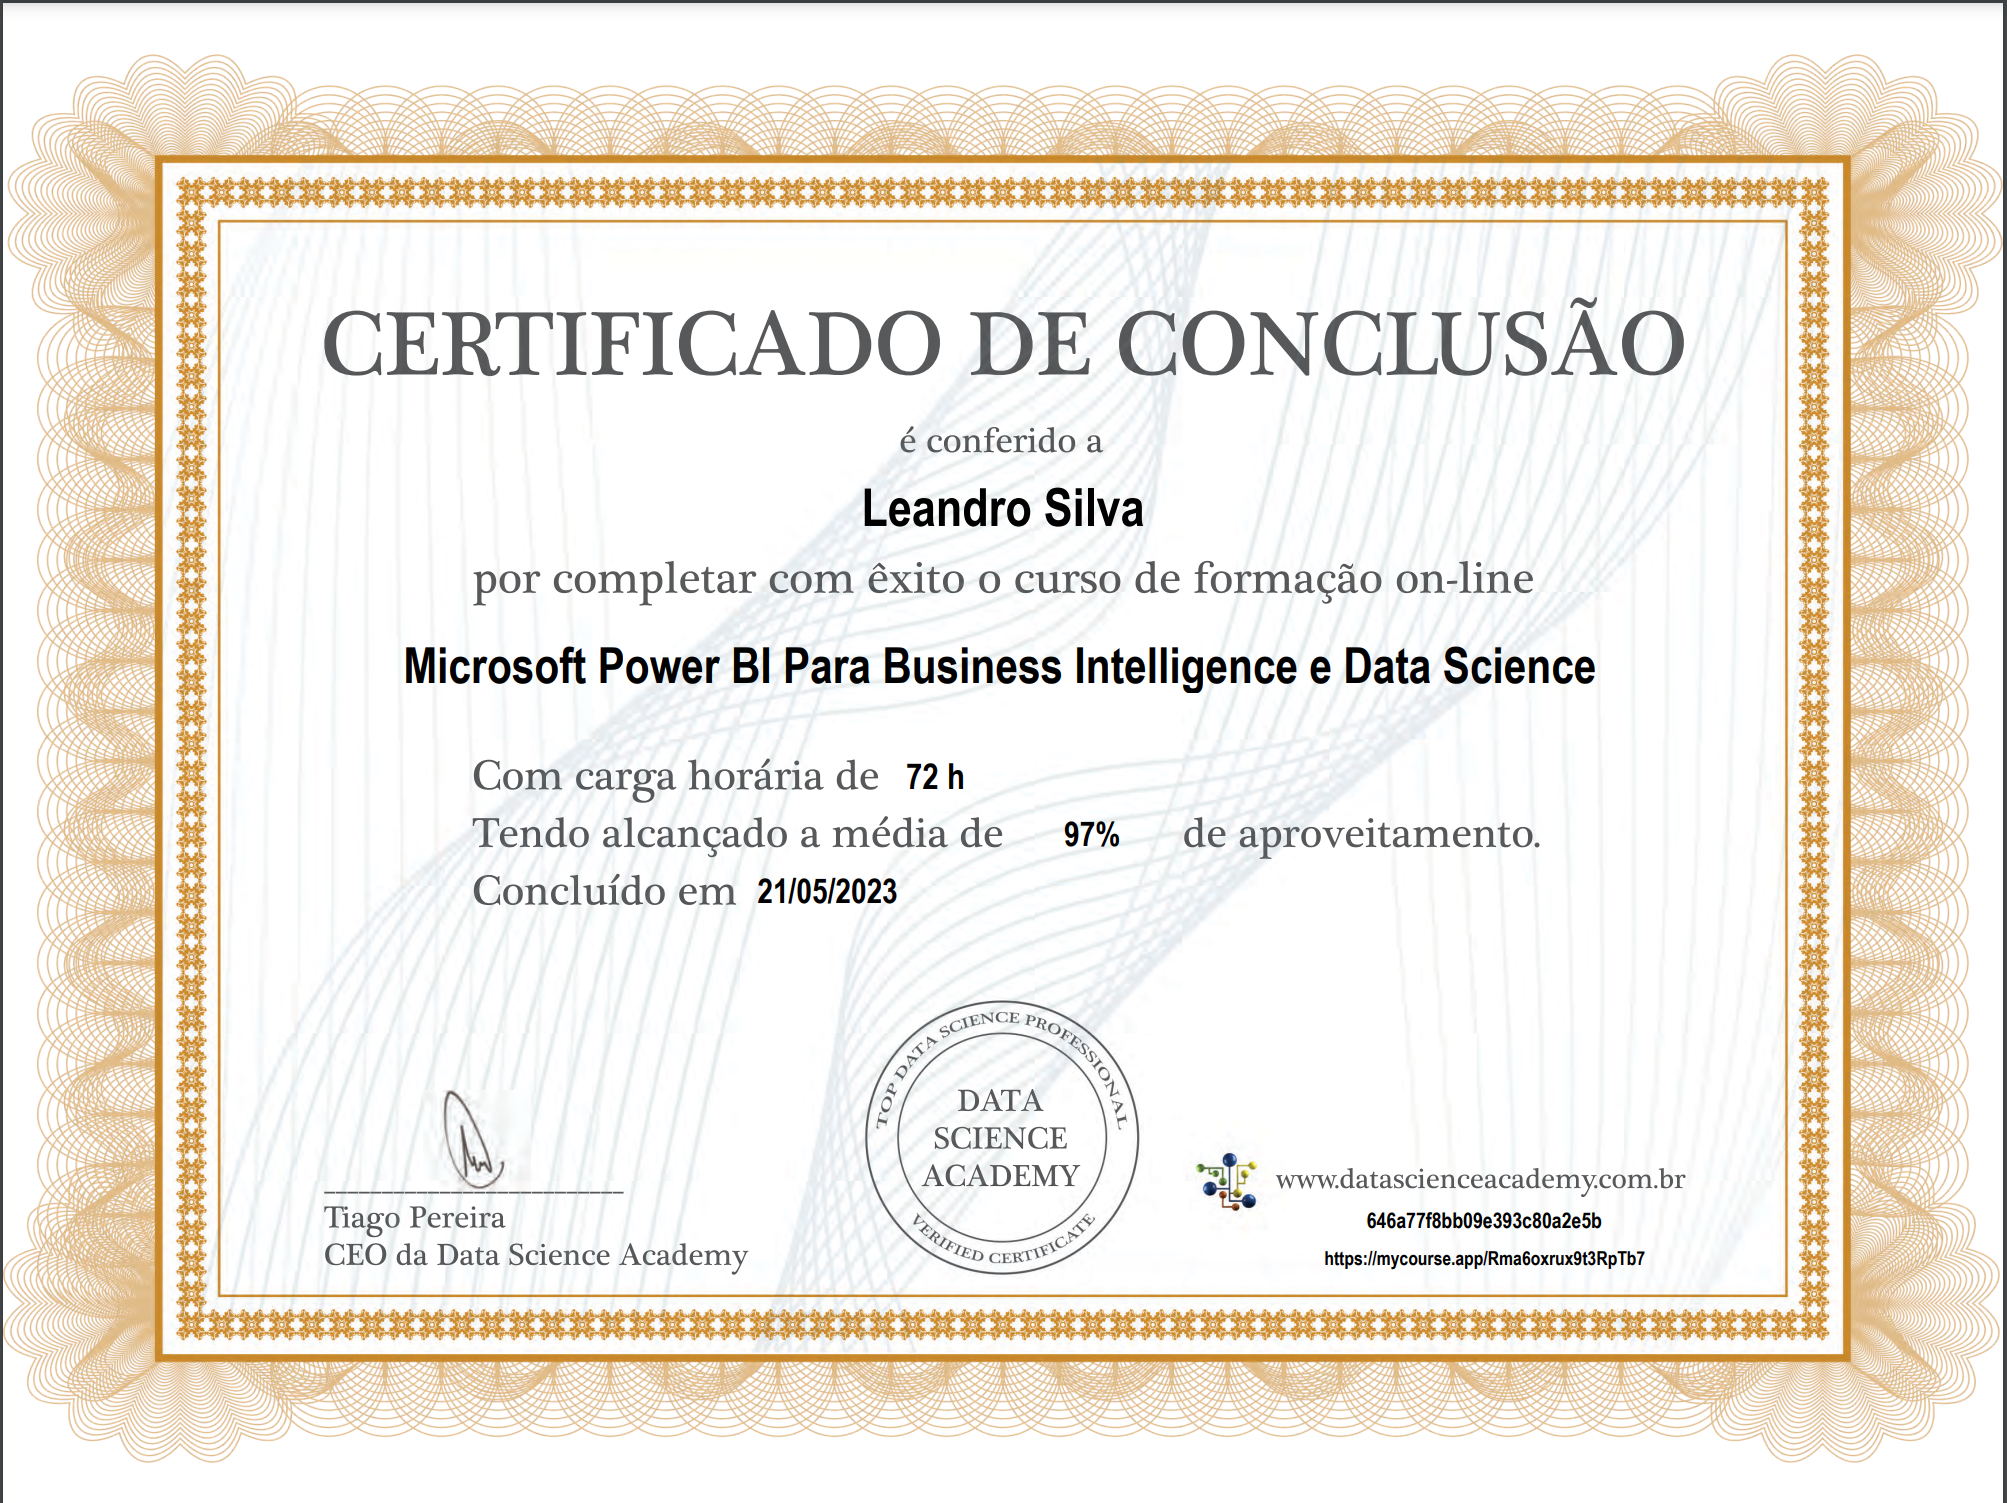 CERTIFICADO DE CONCLUSÃO
é conferido a
Leandro Silva
por completar com êxito o curso de formação on-line
Microsoft Power BI Para Business Intelligence e Data Science
Com carga horária de 72 h
Tendo alcançado a média de 97% de aproveitamento.
Concluído em 21/05/2023
Tiago Pereira
CEO da Data Science Academy
TOP DATA SCIENCE PROFESSIONAL
DATA
SCIENCE
ACADEMY
VERIFIED CERTIFICATE
www.datascienceacademy.com.br
646a77f8bb09e393c80a2e5b
https://mycourse.app/Rma6oxrux9t3RpTb7